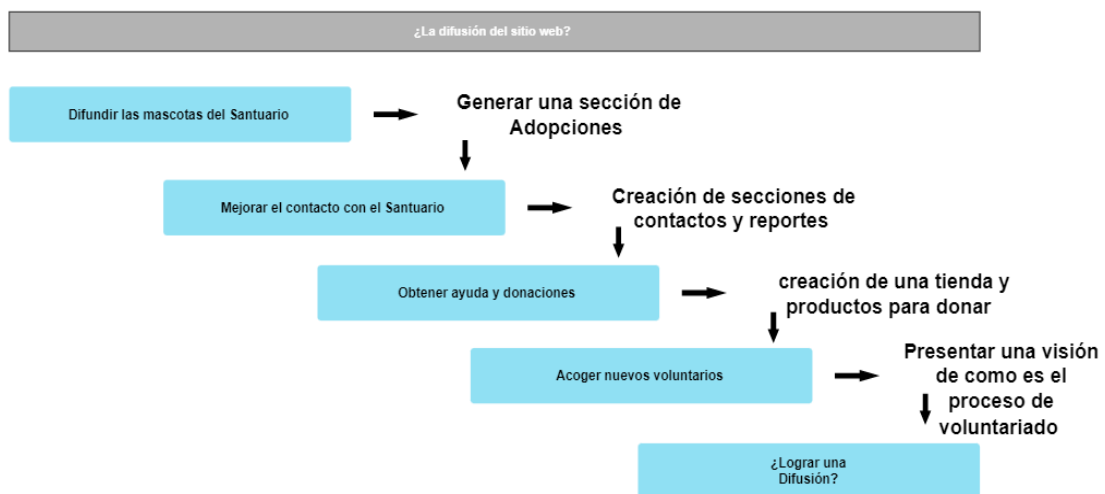 ¿La difusión del sitio web?
Difundir las mascotas del Santuario
Generar una sección de
Adopciones
Mejorar el contacto con el Santuario
Creación de secciones de
contactos y reportes
Obtener ayuda y donaciones
creación de una tienda y
productos para donar
Acoger nuevos voluntarios
Presentar una visión
de como es el
proceso de
voluntariado
¿Lograr una
Difusión?